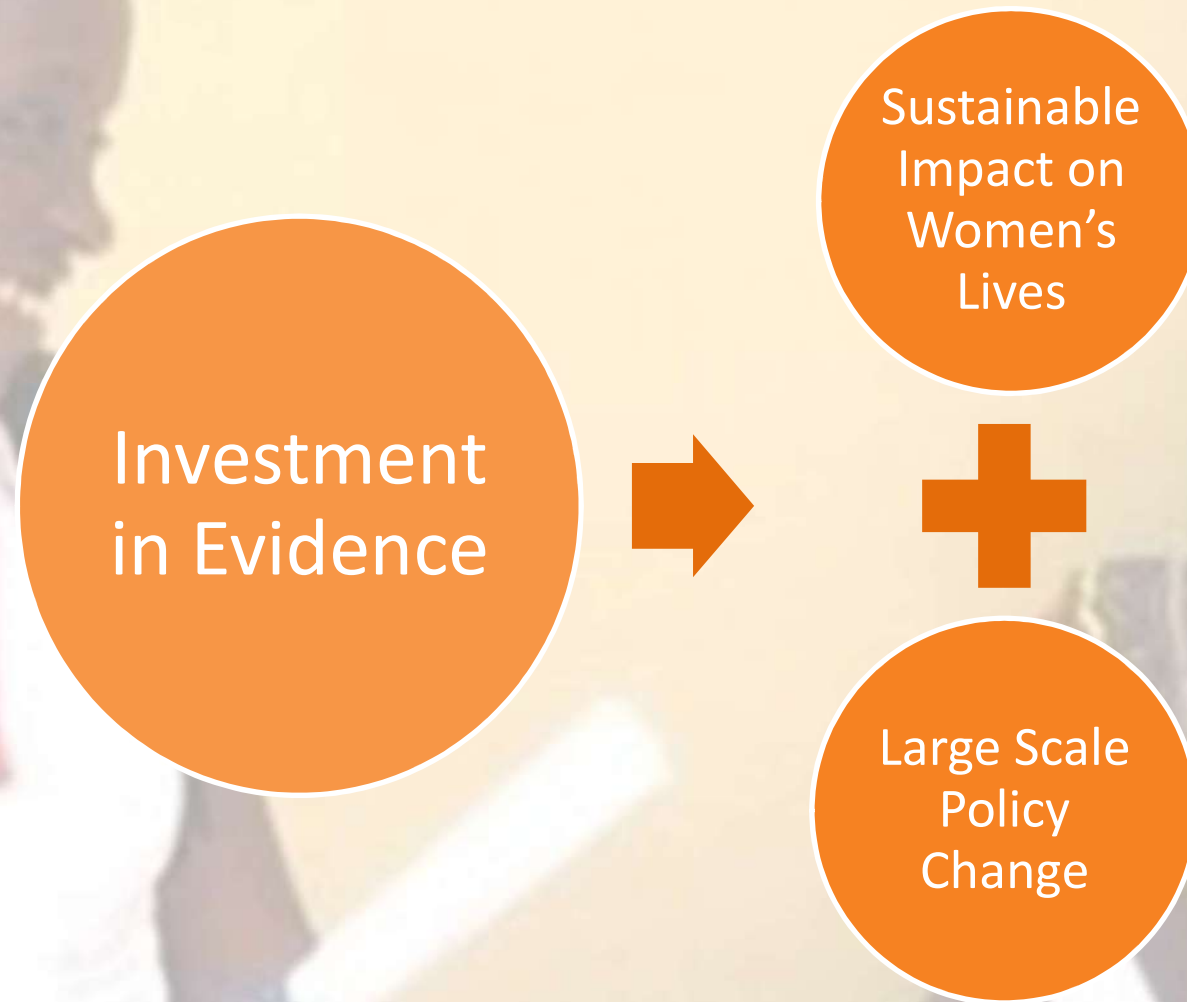 Investment
in Evidence
Sustainable
Impact on
Women’s
Lives
Large Scale
Policy
Change